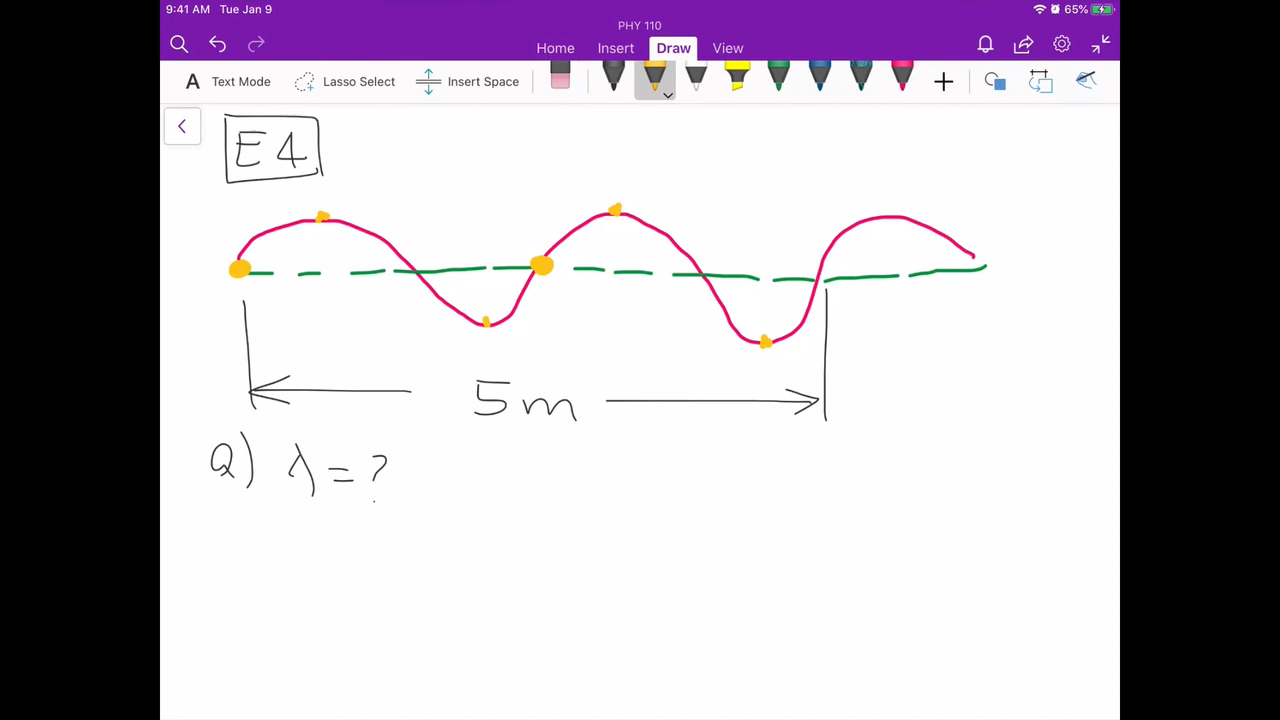 9:41 AM Tue Jan 9
65%
PHY 110
Home Insert Draw View
A Text Mode Lasso Select Insert Space
E4
5m
Q) λ = ?